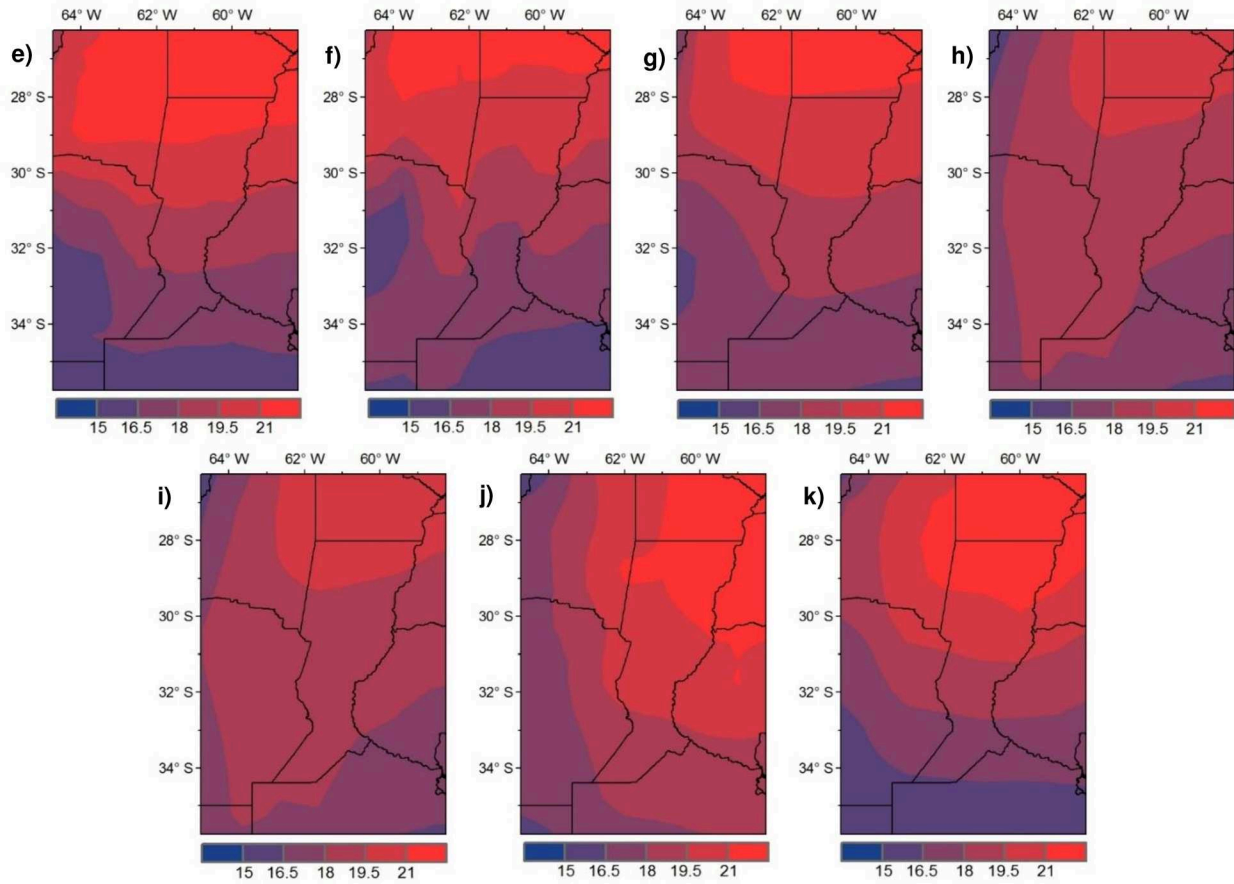 64° W 62° W 60° W 64° W 62° W 60° W 64° W 62° W 60° W 64° W 62° W 60° W
e) f) g) h)
28° S 28° S 28° S 28° S
30° S 30° S 30° S 30° S
32° S 32° S 32° S 32° S
34° S 34° S 34° S 34° S
15 16.5 18 19.5 21 15 16.5 18 19.5 21 15 16.5 18 19.5 21 15 16.5 18 19.5 21
64° W 62° W 60° W 64° W 62° W 60° W 64° W 62° W 60° W
i) j) k)
28° S 28° S 28° S
30° S 30° S 30° S
32° S 32° S 32° S
34° S 34° S 34° S
15 16.5 18 19.5 21 15 16.5 18 19.5 21 15 16.5 18 19.5 21